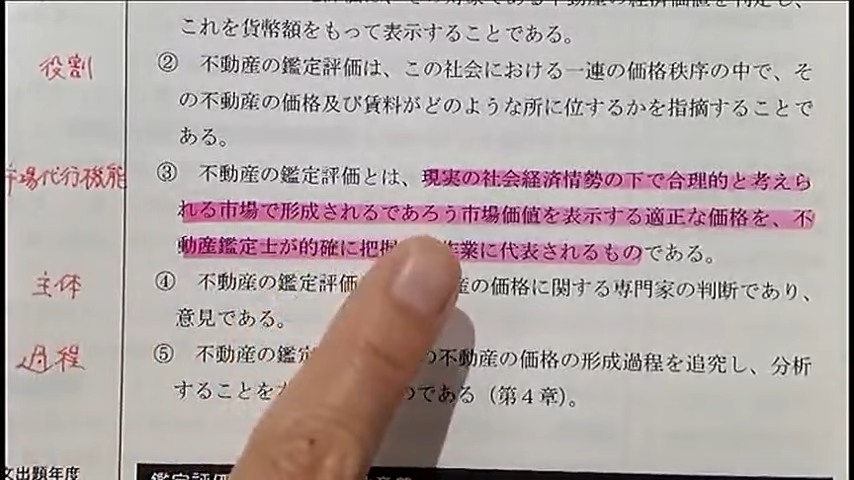 を貨幣額をもって表示することである。
役割
② 不動産の鑑定評価は、この社会における一連の価格秩序の中で、そ
の不動産の価格及び賃料がどのような所に位するかを指摘することで
ある。
市場代行機能
③ 不動産の鑑定評価とは、現実の社会経済情勢の下で合理的と考えら
れる市場で形成されるであろう市場価値を表示する適正な価格を、不
動産鑑定士が的確に把握 作業に代表されるものである。
主体
④ 不動産の鑑定評価 産の価格に関する専門家の判断であり、
意見である。
過程
⑤ 不動産の鑑定 の不動産の価格の形成過程を追究し、分析
することを のである（第４章）。
文出題年度
鑑定評価